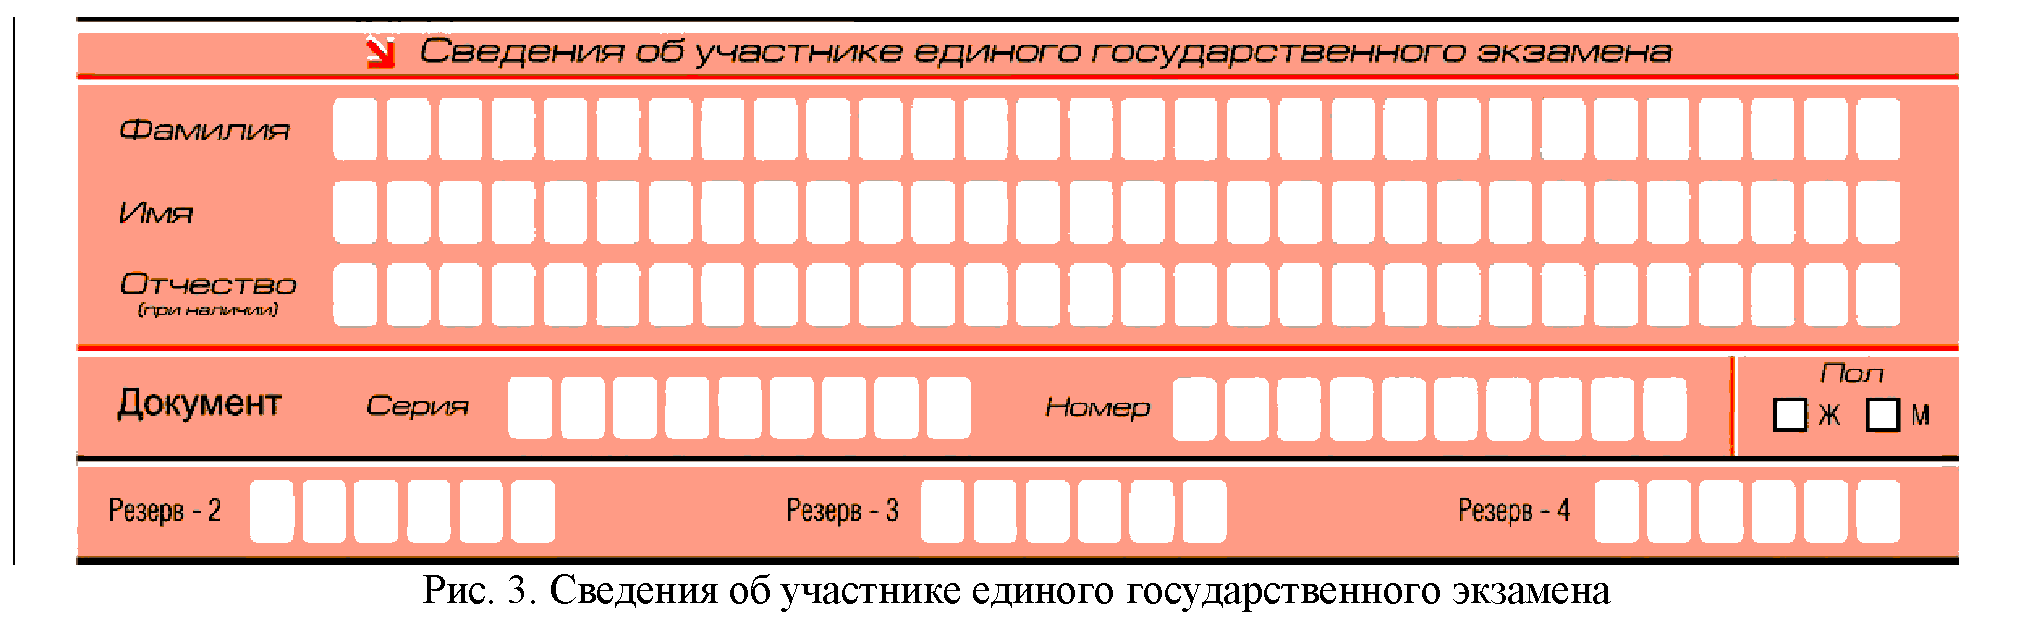 Сведения об участнике единого государственного экзамена
Фамилия
Имя
Отчество
(при наличии)
Документ Серия Номер Пол
Ж М
Резерв - 2 Резерв - 3 Резерв - 4
Рис. 3. Сведения об участнике единого государственного экзамена